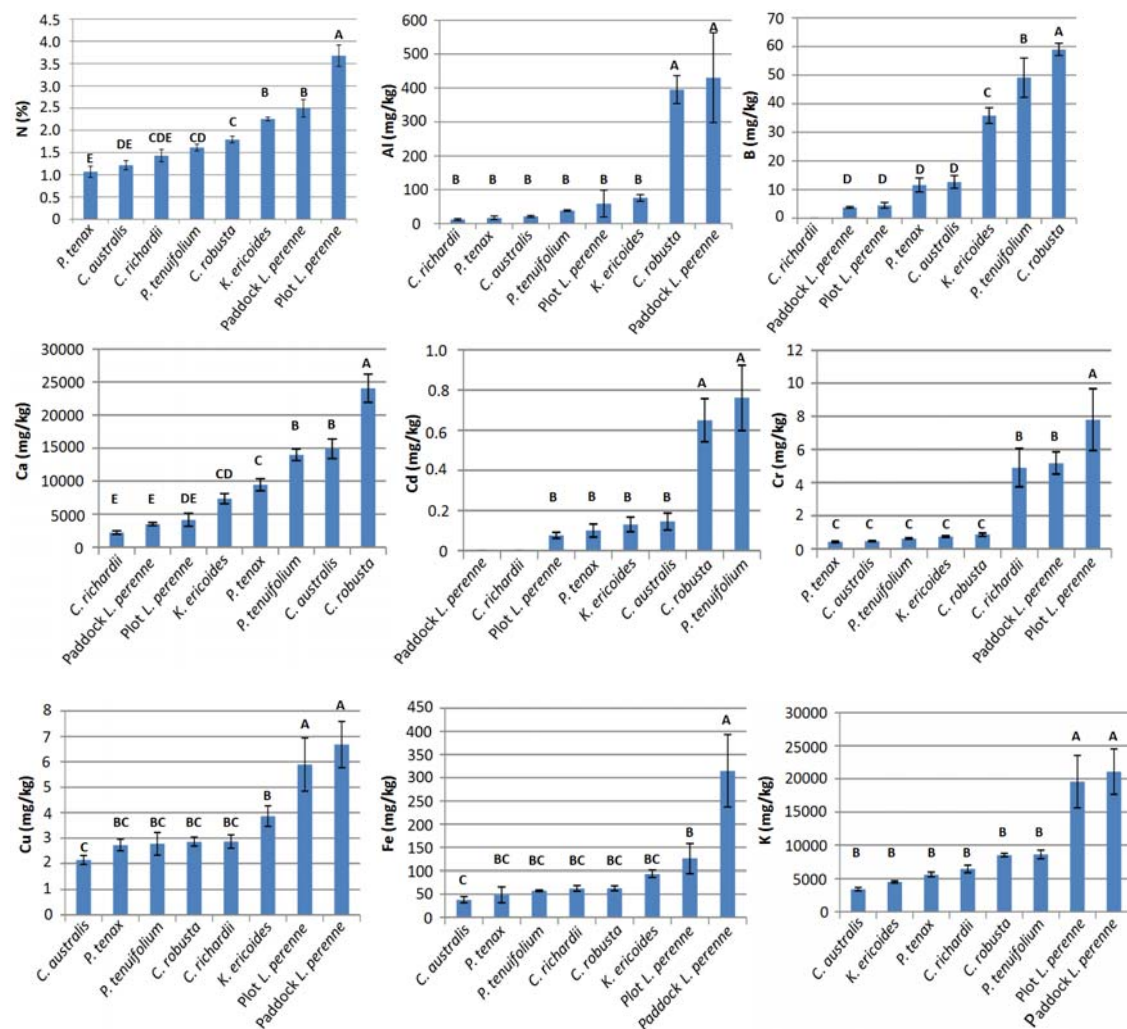 4.5
4.0
3.5
3.0
2.5
2.0
1.5
1.0
0.5
0
N (%)
E DE CDE CD C B B A
P. tenax
C. australis
C. richardii
P. tenuifolium
C. robusta
K. ericoides
Paddock L. perenne
Plot L. perenne
600
500
400
300
200
100
0
Al (mg/kg)
B B B B B B A A
C. richardii
P. tenax
C. australis
P. tenuifolium
Plot L. perenne
K. ericoides
C. robusta
Paddock L. perenne
70
60
50
40
30
20
10
0
B (mg/kg)
D D D D C B A
C. richardii
Paddock L. perenne
Plot L. perenne
P. tenax
C. australis
K. ericoides
P. tenuifolium
C. robusta
30000
25000
20000
15000
10000
5000
0
Ca (mg/kg)
E E DE CD C B B A
C. richardii
Paddock L. perenne
Plot L. perenne
K. ericoides
P. tenax
P. tenuifolium
C. australis
C. robusta
1.0
0.8
0.6
0.4
0.2
0
Cd (mg/kg)
B B B B A A
Paddock L. perenne
C. richardii
Plot L. perenne
P. tenax
K. ericoides
C. australis
C. robusta
P. tenuifolium
12
10
8
6
4
2
0
Cr (mg/kg)
C C C C C B B A
P. tenax
C. australis
P. tenuifolium
K. ericoides
C. robusta
C. richardii
Paddock L. perenne
Plot L. perenne
8
7
6
5
4
3
2
1
0
Cu (mg/kg)
C BC BC BC BC B A A
C. australis
P. tenax
P. tenuifolium
C. robusta
C. richardii
K. ericoides
Plot L. perenne
Paddock L. perenne
450
400
350
300
250
200
150
100
50
0
Fe (mg/kg)
C BC BC BC BC BC B A
C. australis
P. tenax
P. tenuifolium
C. richardii
C. robusta
K. ericoides
Plot L. perenne
Paddock L. perenne
30000
25000
20000
15000
10000
5000
0
K (mg/kg)
B B B B B B A A
C. australis
K. ericoides
P. tenax
C. richardii
C. robusta
P. tenuifolium
Plot L. perenne
Paddock L. perenne